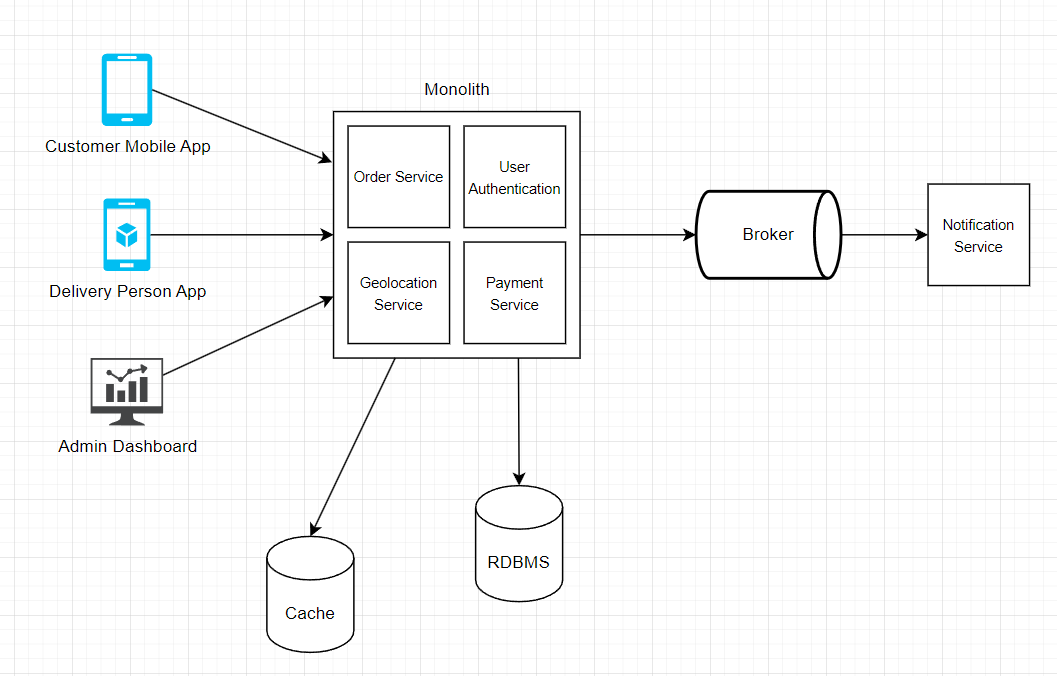 Monolith
Customer Mobile App
Order Service
User
Authentication
Delivery Person App
Geolocation
Service
Payment
Service
Broker
Notification
Service
Admin Dashboard
RDBMS
Cache